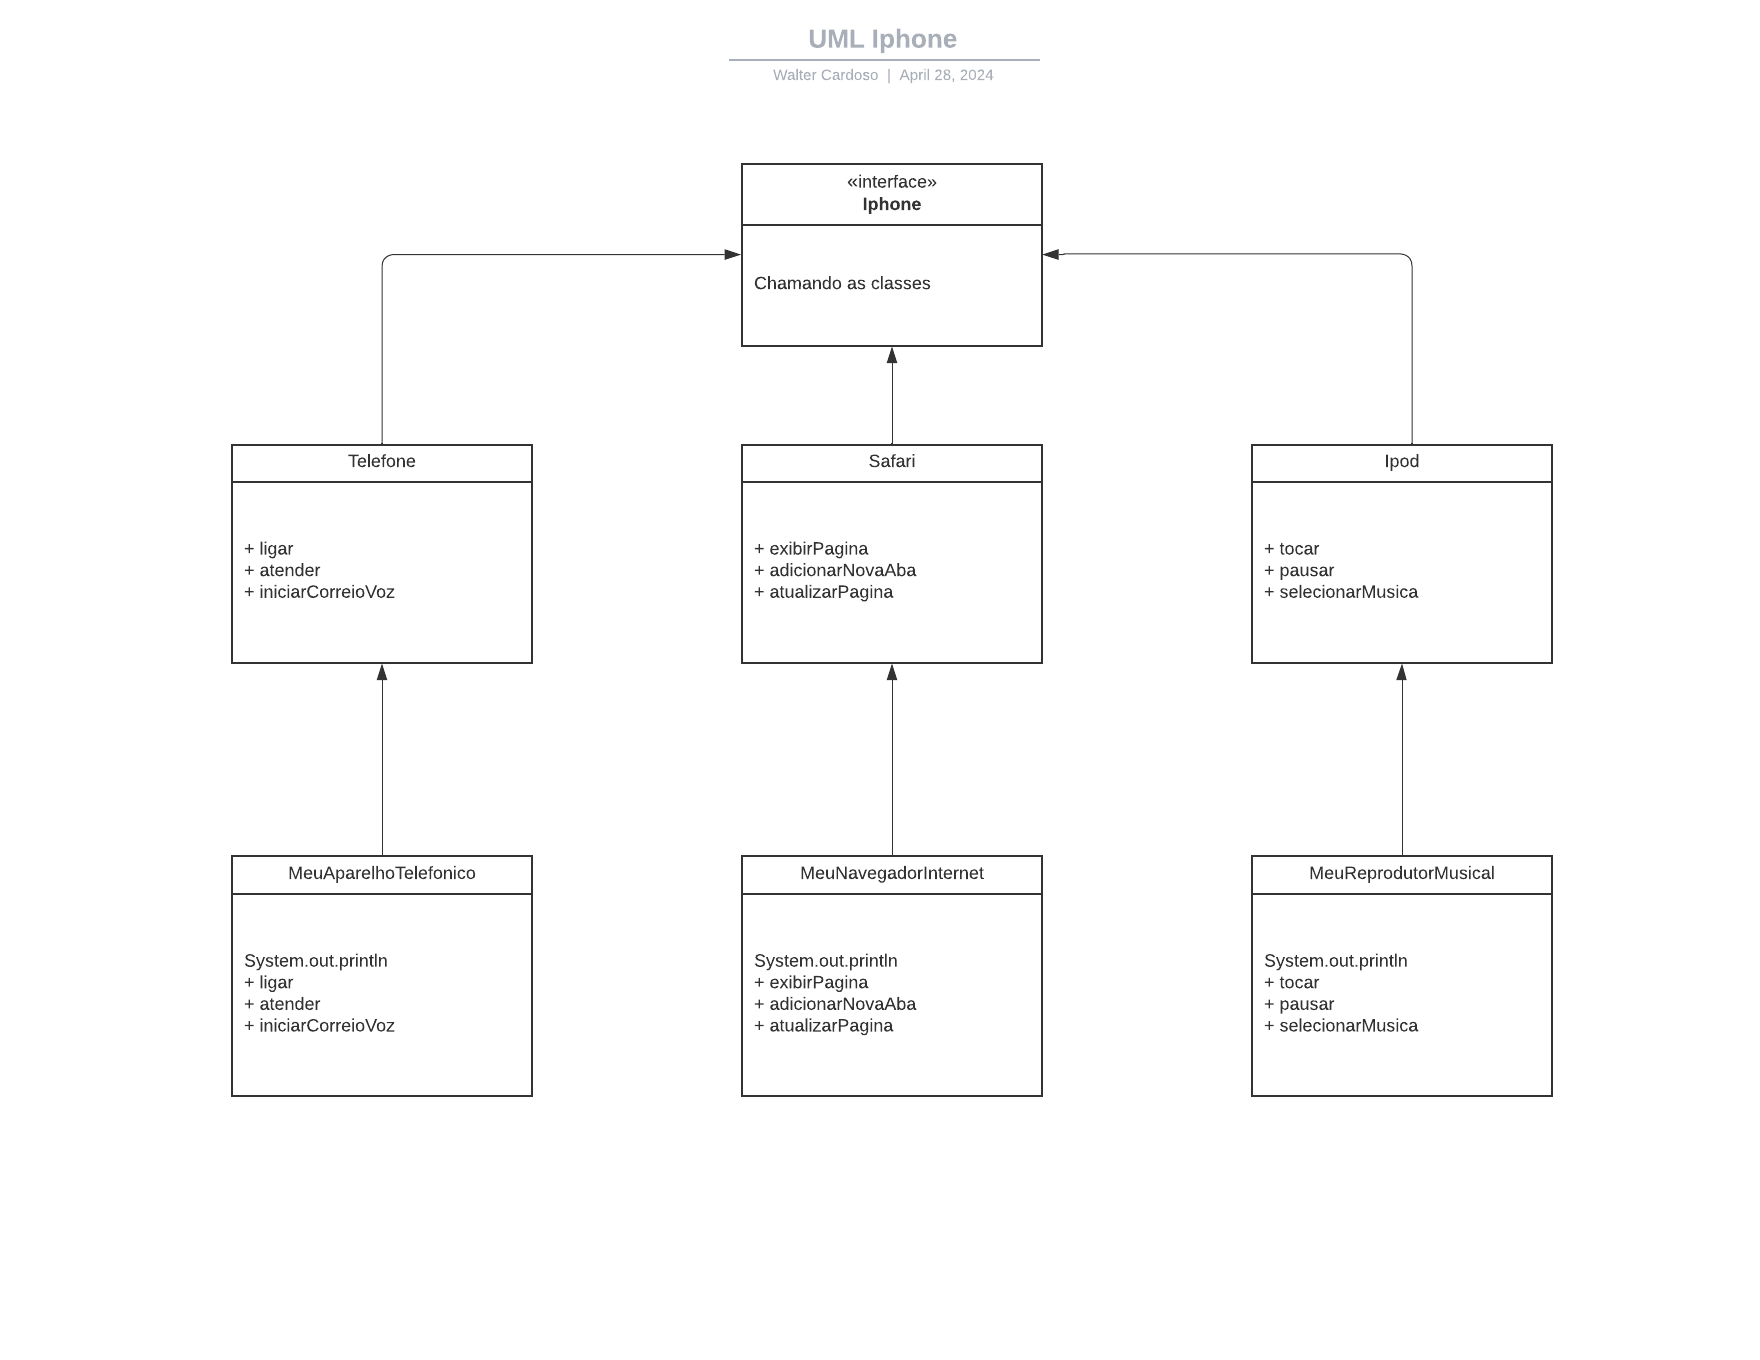 UML Iphone
Walter Cardoso | April 28, 2024
«interface»
Iphone
Chamando as classes
Telefone
+ ligar
+ atender
+ iniciarCorreioVoz
Safari
+ exibirPagina
+ adicionarNovaAba
+ atualizarPagina
Ipod
+ tocar
+ pausar
+ selecionarMusica
MeuAparelhoTelefonico
System.out.println
+ ligar
+ atender
+ iniciarCorreioVoz
MeuNavegadorInternet
System.out.println
+ exibirPagina
+ adicionarNovaAba
+ atualizarPagina
MeuReprodutorMusical
System.out.println
+ tocar
+ pausar
+ selecionarMusica